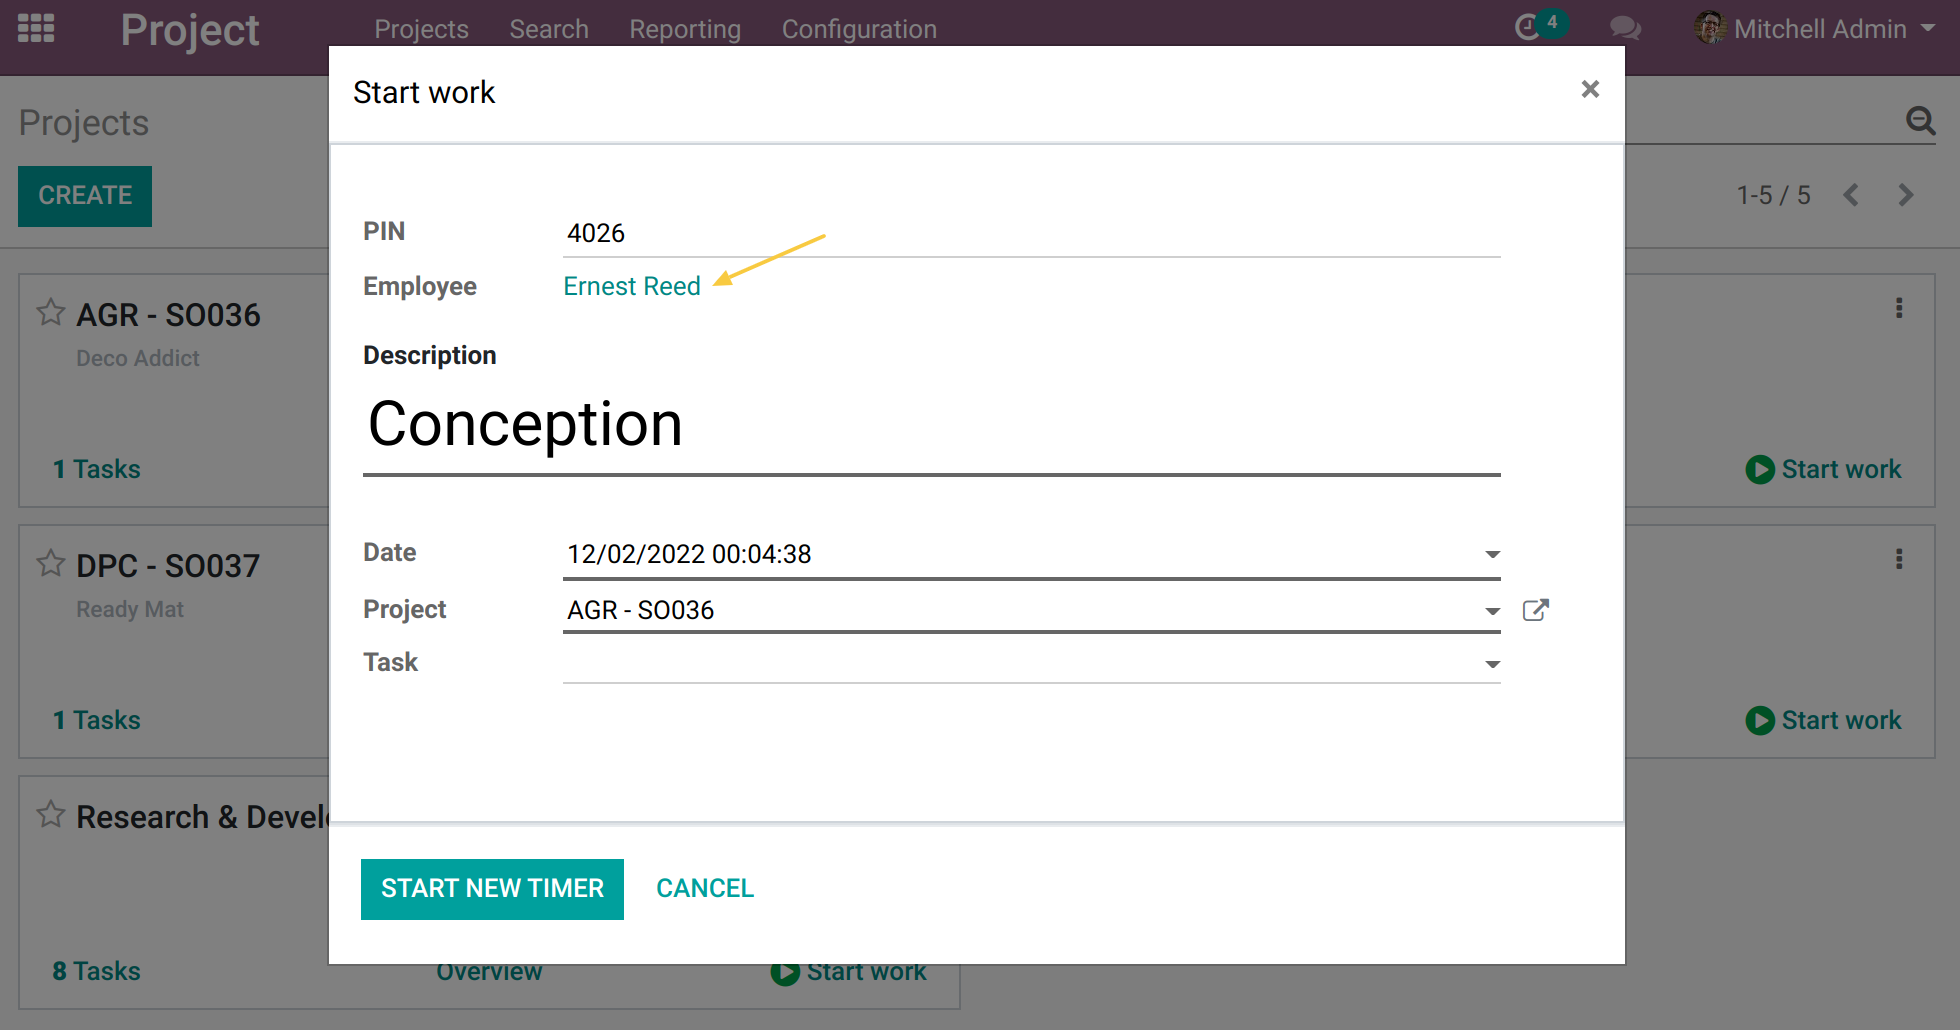 Project Projects Search Reporting Configuration 4 Mitchell Admin
Start work ×
Projects
CREATE
1-5 / 5
PIN 4026
Employee Ernest Reed
AGR - SO036
Deco Addict
Description
Conception
1 Tasks
Start work
DPC - SO037
Ready Mat
Date 12/02/2022 00:04:38
Project AGR - SO036
Task
1 Tasks
Start work
Research & Develo
START NEW TIMER CANCEL
8 Tasks Overview Start work